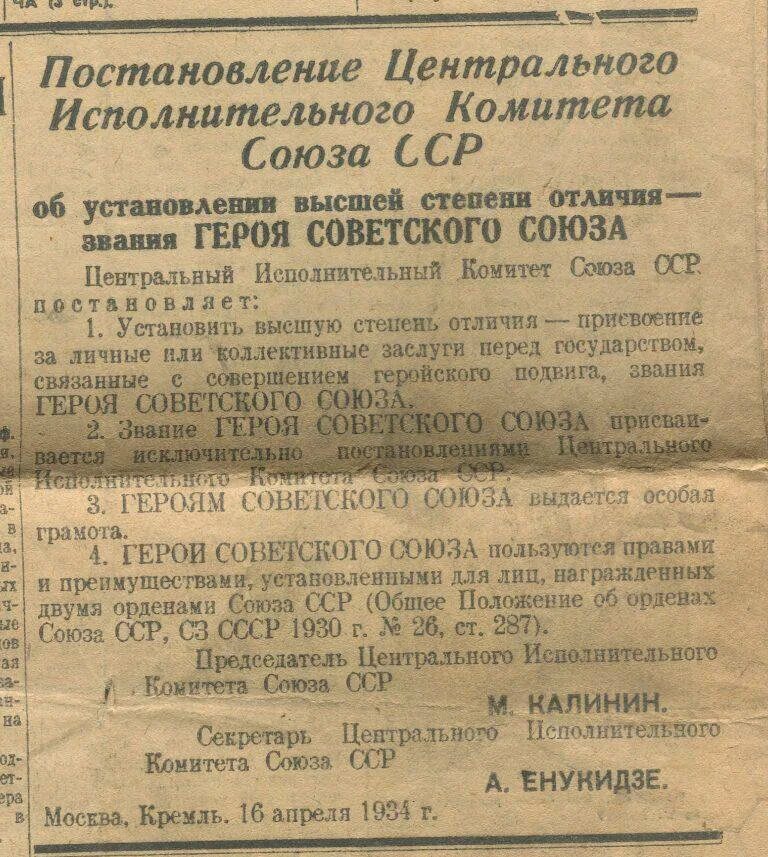 ЧА (3 стр.).
Постановление Центрального
Исполнительного Комитета
Союза ССР
об установлении высшей степени отличия —
звания ГЕРОЯ СОВЕТСКОГО СОЮЗА
Центральный Исполнительный Комитет Союза ССР
постановляет:
1. Установить высшую степень отличия — присвоение
за личные или коллективные заслуги перед государством,
связанные с совершением геройского подвига, звания
ГЕРОЯ СОВЕТСКОГО СОЮЗА.
2. Звание ГЕРОЯ СОВЕТСКОГО СОЮЗА присваи-
вается исключительно постановлениями Центрального
Исполнительного Комитета Союза ССР.
3. ГЕРОЯМ СОВЕТСКОГО СОЮЗА выдается особая
грамота.
4. ГЕРОИ СОВЕТСКОГО СОЮЗА пользуются правами
и преимуществами, установленными для лиц, награжденных
двумя орденами Союза ССР (Общее Положение об орденах
Союза ССР, СЗ СССР 1930 г. № 26, ст. 287).
Председатель Центрального Исполнительного
Комитета Союза ССР
М. КАЛИНИН.
Секретарь Центрального Исполнительного
Комитета Союза ССР
А. ЕНУКИДЗЕ.
Москва, Кремль. 16 апреля 1934 г.